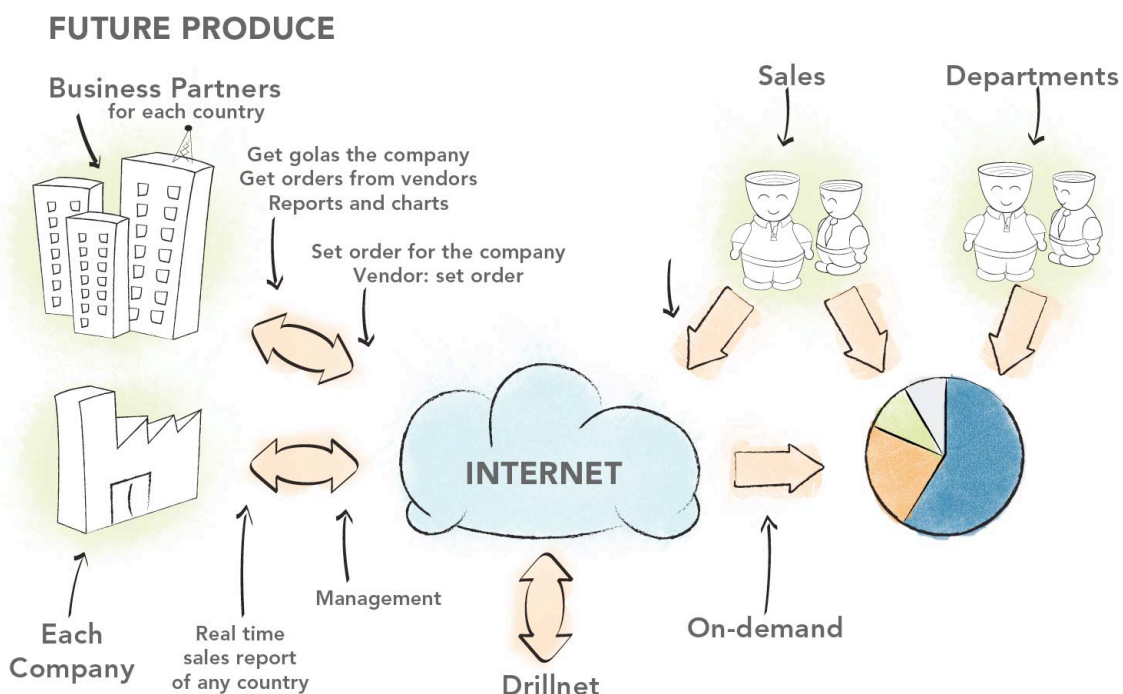 FUTURE PRODUCE
Business Partners
for each country
Sales
Departments
Get golas the company
Get orders from vendors
Reports and charts
Set order for the company
Vendor: set order
INTERNET
Management
Each
Company
Real time
sales report
of any country
On-demand
Drillnet